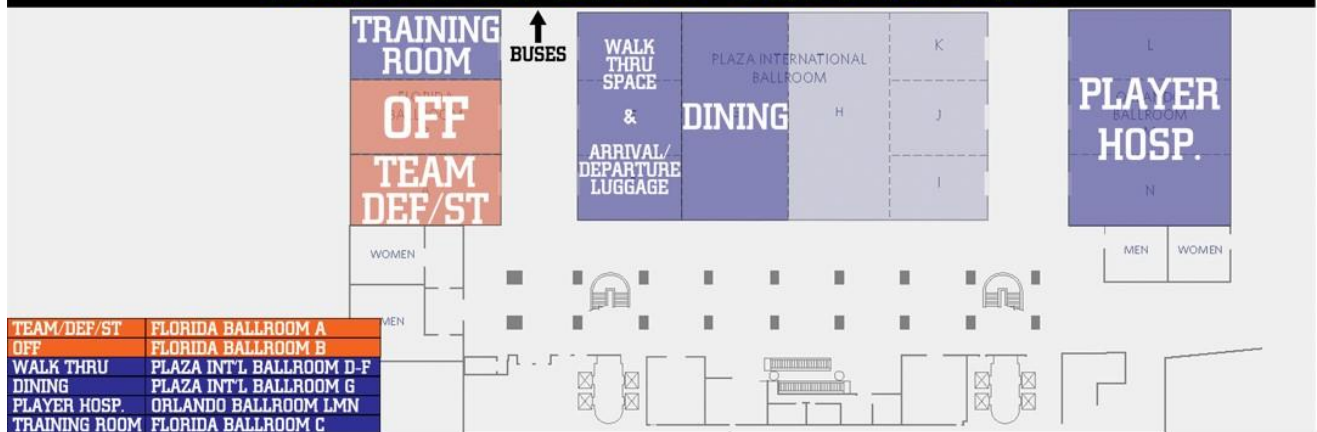 TRAINING
ROOM
OFF
TEAM
DEF/ST
BUSES
WALK
THRU
SPACE
&
ARRIVAL/
DEPARTURE
LUGGAGE
DINING
PLAZA INTERNATIONAL
BALLROOM
H
K
J
I
PLAYER
HOSP.
L
BALLROOM
N
WOMEN
MEN
MEN
WOMEN
TEAM/DEF/ST FLORIDA BALLROOM A
OFF FLORIDA BALLROOM B
WALK THRU PLAZA INT'L BALLROOM D-F
DINING PLAZA INT'L BALLROOM G
PLAYER HOSP. ORLANDO BALLROOM LMN
TRAINING ROOM FLORIDA BALLROOM C